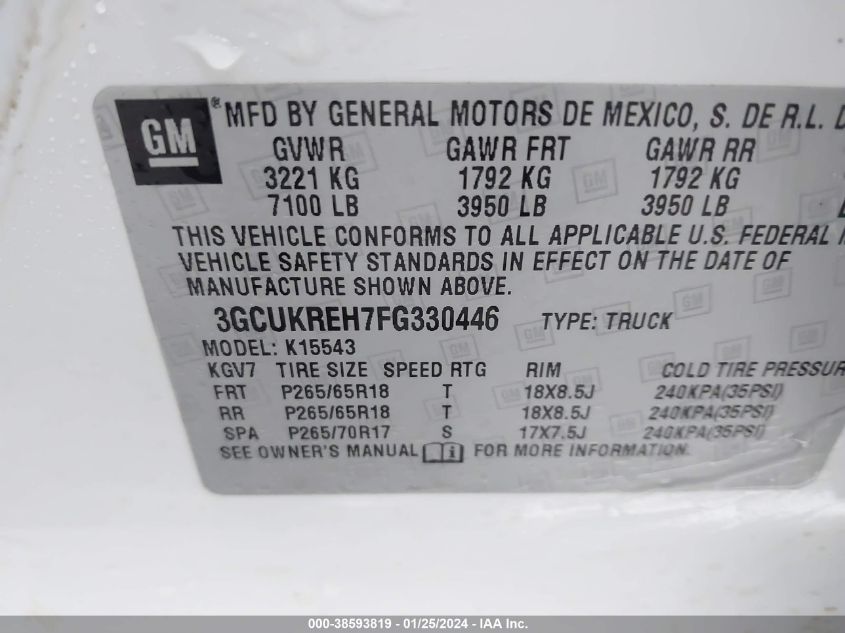 GM ® MFD BY GENERAL MOTORS DE MEXICO, S. DE R.L. D
GVWR GAWR FRT GAWR RR
3221 KG 1792 KG 1792 KG
7100 LB 3950 LB 3950 LB
THIS VEHICLE CONFORMS TO ALL APPLICABLE U.S. FEDERAL
VEHICLE SAFETY STANDARDS IN EFFECT ON THE DATE OF
MANUFACTURE SHOWN ABOVE.
3GCUKREH7FG330446 TYPE: TRUCK
MODEL: K15543
KGV7 TIRE SIZE SPEED RTG RIM COLD TIRE PRESSUR
FRT P265/65R18 T 18X8.5J 240KPA(35PSI)
RR P265/65R18 T 18X8.5J 240KPA(35PSI)
SPA P265/70R17 S 17X7.5J 240KPA(35PSI)
SEE OWNER'S MANUAL i FOR MORE INFORMATION.
000-38593819 - 01/25/2024 - IAA Inc.